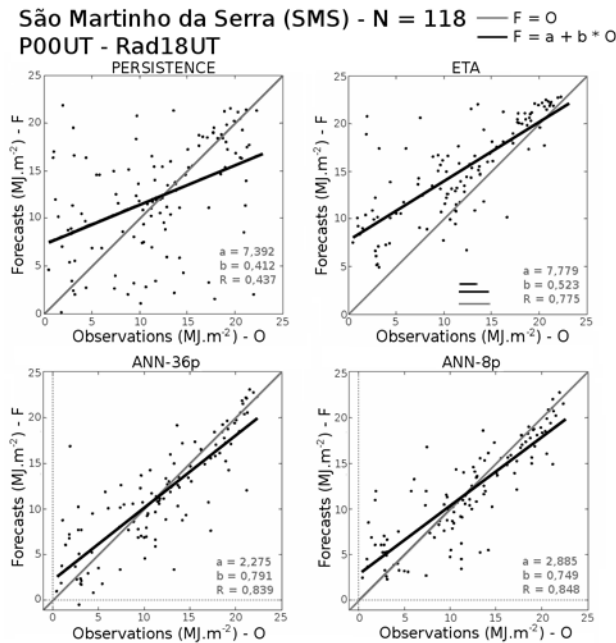 São Martinho da Serra (SMS) - N = 118
P00UT - Rad18UT
F = O
F = a + b * O
PERSISTENCE
25
20
15
10
5
0
Forecasts (MJ.m⁻²) - F
a = 7,392
b = 0,412
R = 0,437
0 5 10 15 20 25
Observations (MJ.m⁻²) - O
ETA
25
20
15
10
5
0
Forecasts (MJ.m⁻²) - F
a = 7,779
b = 0,523
R = 0,775
0 5 10 15 20 25
Observations (MJ.m⁻²) - O
ANN-36p
25
20
15
10
5
0
Forecasts (MJ.m⁻²) - F
a = 2,275
b = 0,791
R = 0,839
0 5 10 15 20 25
Observations (MJ.m⁻²) - O
ANN-8p
25
20
15
10
5
0
Forecasts (MJ.m⁻²) - F
a = 2,885
b = 0,749
R = 0,848
0 5 10 15 20 25
Observations (MJ.m⁻²) - O